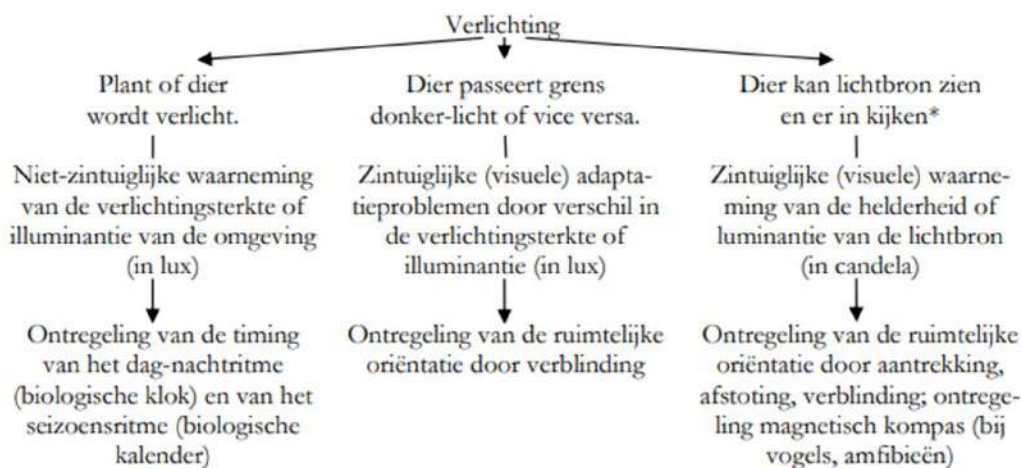 Verlichting
Plant of dier
wordt verlicht.
Niet-zintuiglijke waarneming
van de verlichtingsterkte of
illuminantie van de omgeving
(in lux)
Ontregeling van de timing
van het dag-nachtritme
(biologische klok) en van het
seizoensritme (biologische
kalender)
Dier passeert grens
donker-licht of vice versa.
Zintuiglijke (visuele) adapta-
tieproblemen door verschil in
de verlichtingsterkte of
illuminantie (in lux)
Ontregeling van de ruimtelijke
oriëntatie door verblinding
Dier kan lichtbron zien
en er in kijken*
Zintuiglijke (visuele) waarne-
ming van de helderheid of
luminantie van de lichtbron
(in candela)
Ontregeling van de ruimtelijke
oriëntatie door aantrekking,
afstoting, verblinding; ontrege-
ling magnetisch kompas (bij
vogels, amfibieën)